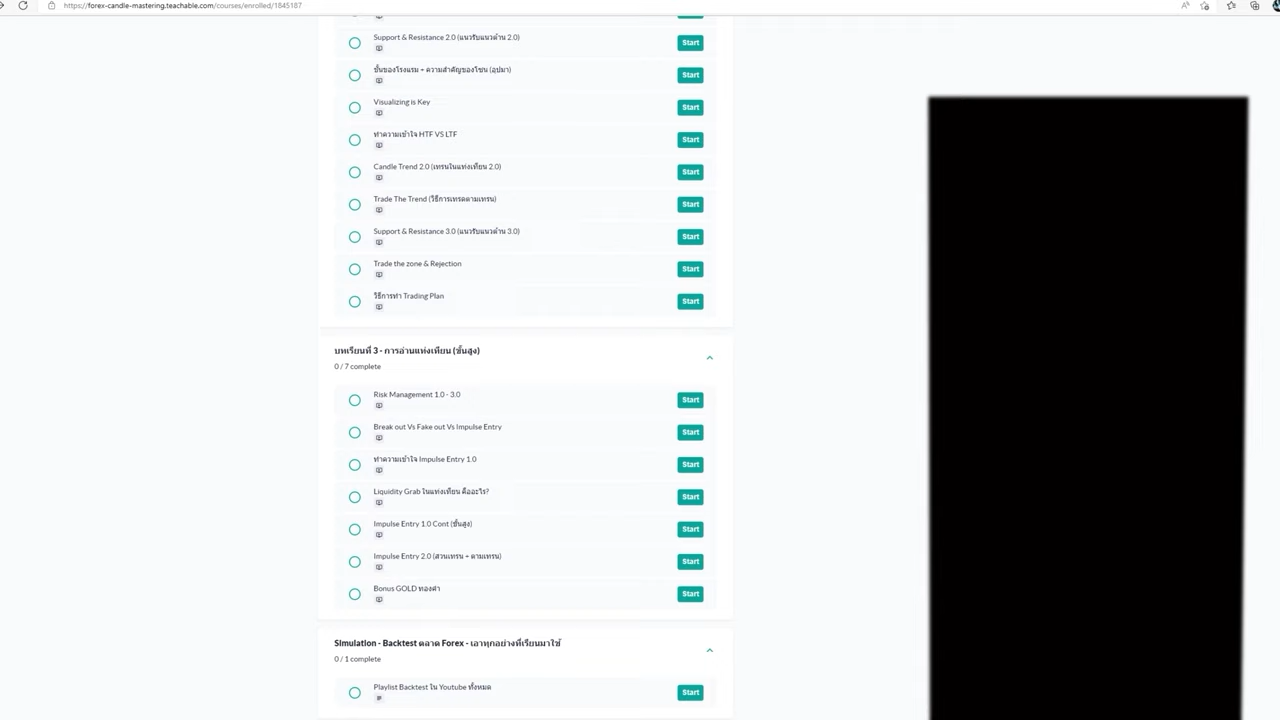 https://forex-candle-mastering.teachable.com/courses/enrolled/1845187
Support & Resistance 2.0 (แนวรับแนวต้าน 2.0)
Start
ชั้นของโรงแรม + ความสำคัญของโซน (อุปมา)
Start
Visualizing is Key
Start
ทำความเข้าใจ HTF VS LTF
Start
Candle Trend 2.0 (เทรนในแท่งเทียน 2.0)
Start
Trade The Trend (วิธีการเทรดตามเทรน)
Start
Support & Resistance 3.0 (แนวรับแนวต้าน 3.0)
Start
Trade the zone & Rejection
Start
วิธีการทำ Trading Plan
Start
บทเรียนที่ 3 - การอ่านแท่งเทียน (ขั้นสูง)
0 / 7 complete
Risk Management 1.0 - 3.0
Start
Break out Vs Fake out Vs Impulse Entry
Start
ทำความเข้าใจ Impulse Entry 1.0
Start
Liquidity Grab ในแท่งเทียน คืออะไร?
Start
Impulse Entry 1.0 Cont (ขั้นสูง)
Start
Impulse Entry 2.0 (สวนเทรน + ตามเทรน)
Start
Bonus GOLD ทองคำ
Start
Simulation - Backtest ตลาด Forex - เอาทุกอย่างที่เรียนมาใช้
0 / 1 complete
Playlist Backtest ใน Youtube ทั้งหมด
Start